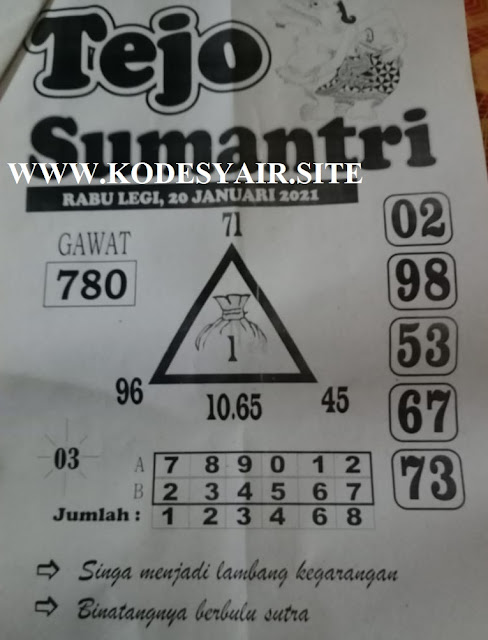 Tejo
Sumantri
WWW.KODESYAIR.SITE
RABU LEGI, 20 JANUARI 2021
GAWAT
780
71
1
96
10.65
45
02
98
53
67
73
03
A 7 8 9 0 1 2
B 2 3 4 5 6 7
Jumlah : 1 2 3 4 6 8
Singa menjadi lambang kegarangan
Binatangnya berbulu sutra